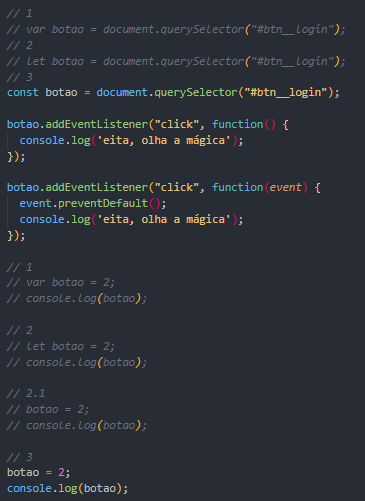 // 1
// var botao = document.querySelector("#btn__login");
// 2
// let botao = document.querySelector("#btn__login");
// 3
const botao = document.querySelector("#btn__login");

botao.addEventListener("click", function() {
  console.log('eita, olha a mágica');
});

botao.addEventListener("click", function(event) {
  event.preventDefault();
  console.log('eita, olha a mágica');
});

// 1
// var botao = 2;
// console.log(botao);

// 2
// let botao = 2;
// console.log(botao);

// 2.1
// botao = 2;
// console.log(botao);

// 3
botao = 2;
console.log(botao);